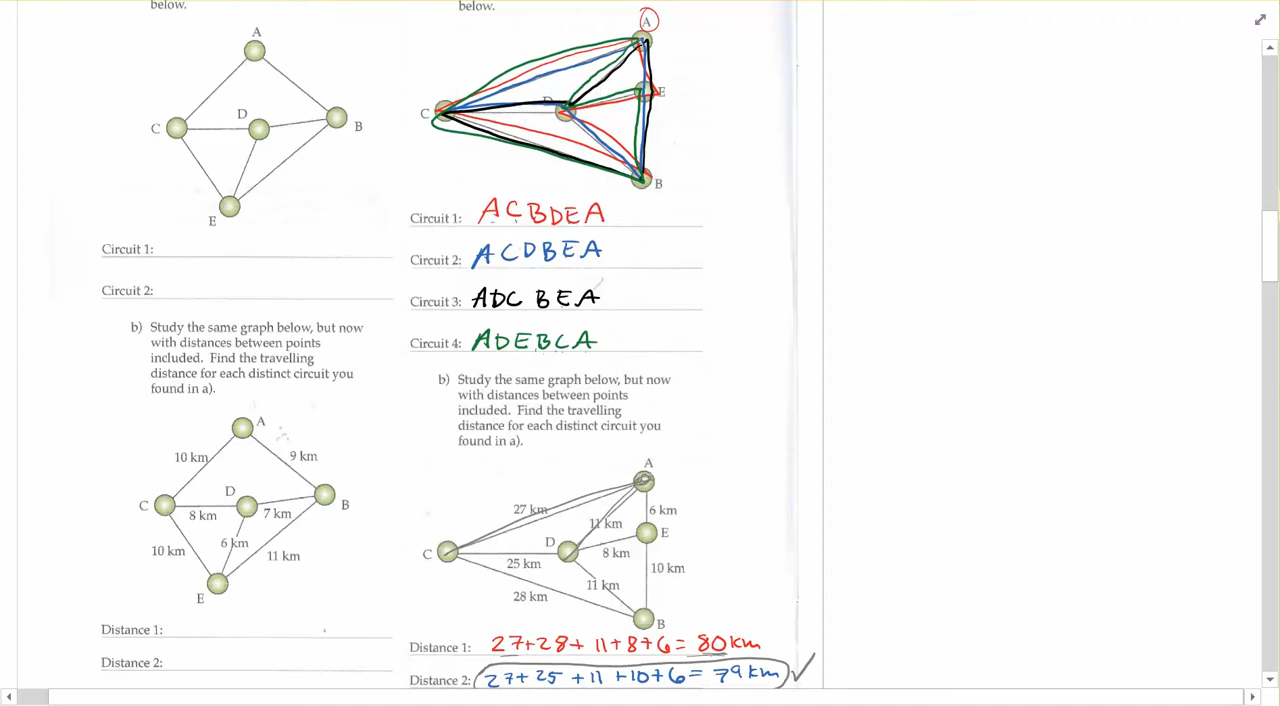 below.
A
C
D
B
E
Circuit 1:
Circuit 2:
b) Study the same graph below, but now
with distances between points
included. Find the travelling
distance for each distinct circuit you
found in a).
A
10 km
9 km
C
D
B
8 km
7 km
10 km
6 km
11 km
E
Distance 1:
Distance 2:
below.
A
E
C
D
B
Circuit 1: ACBDEA
Circuit 2: ACDBEA
Circuit 3: ADCBEA
Circuit 4: ADEBCA
b) Study the same graph below, but now
with distances between points
included. Find the travelling
distance for each distinct circuit you
found in a).
A
27 km
6 km
11 km
E
D
C
8 km
25 km
10 km
11 km
28 km
B
Distance 1: 27+28+11+8+6=80km
Distance 2: 27+25+11+10+6=79km